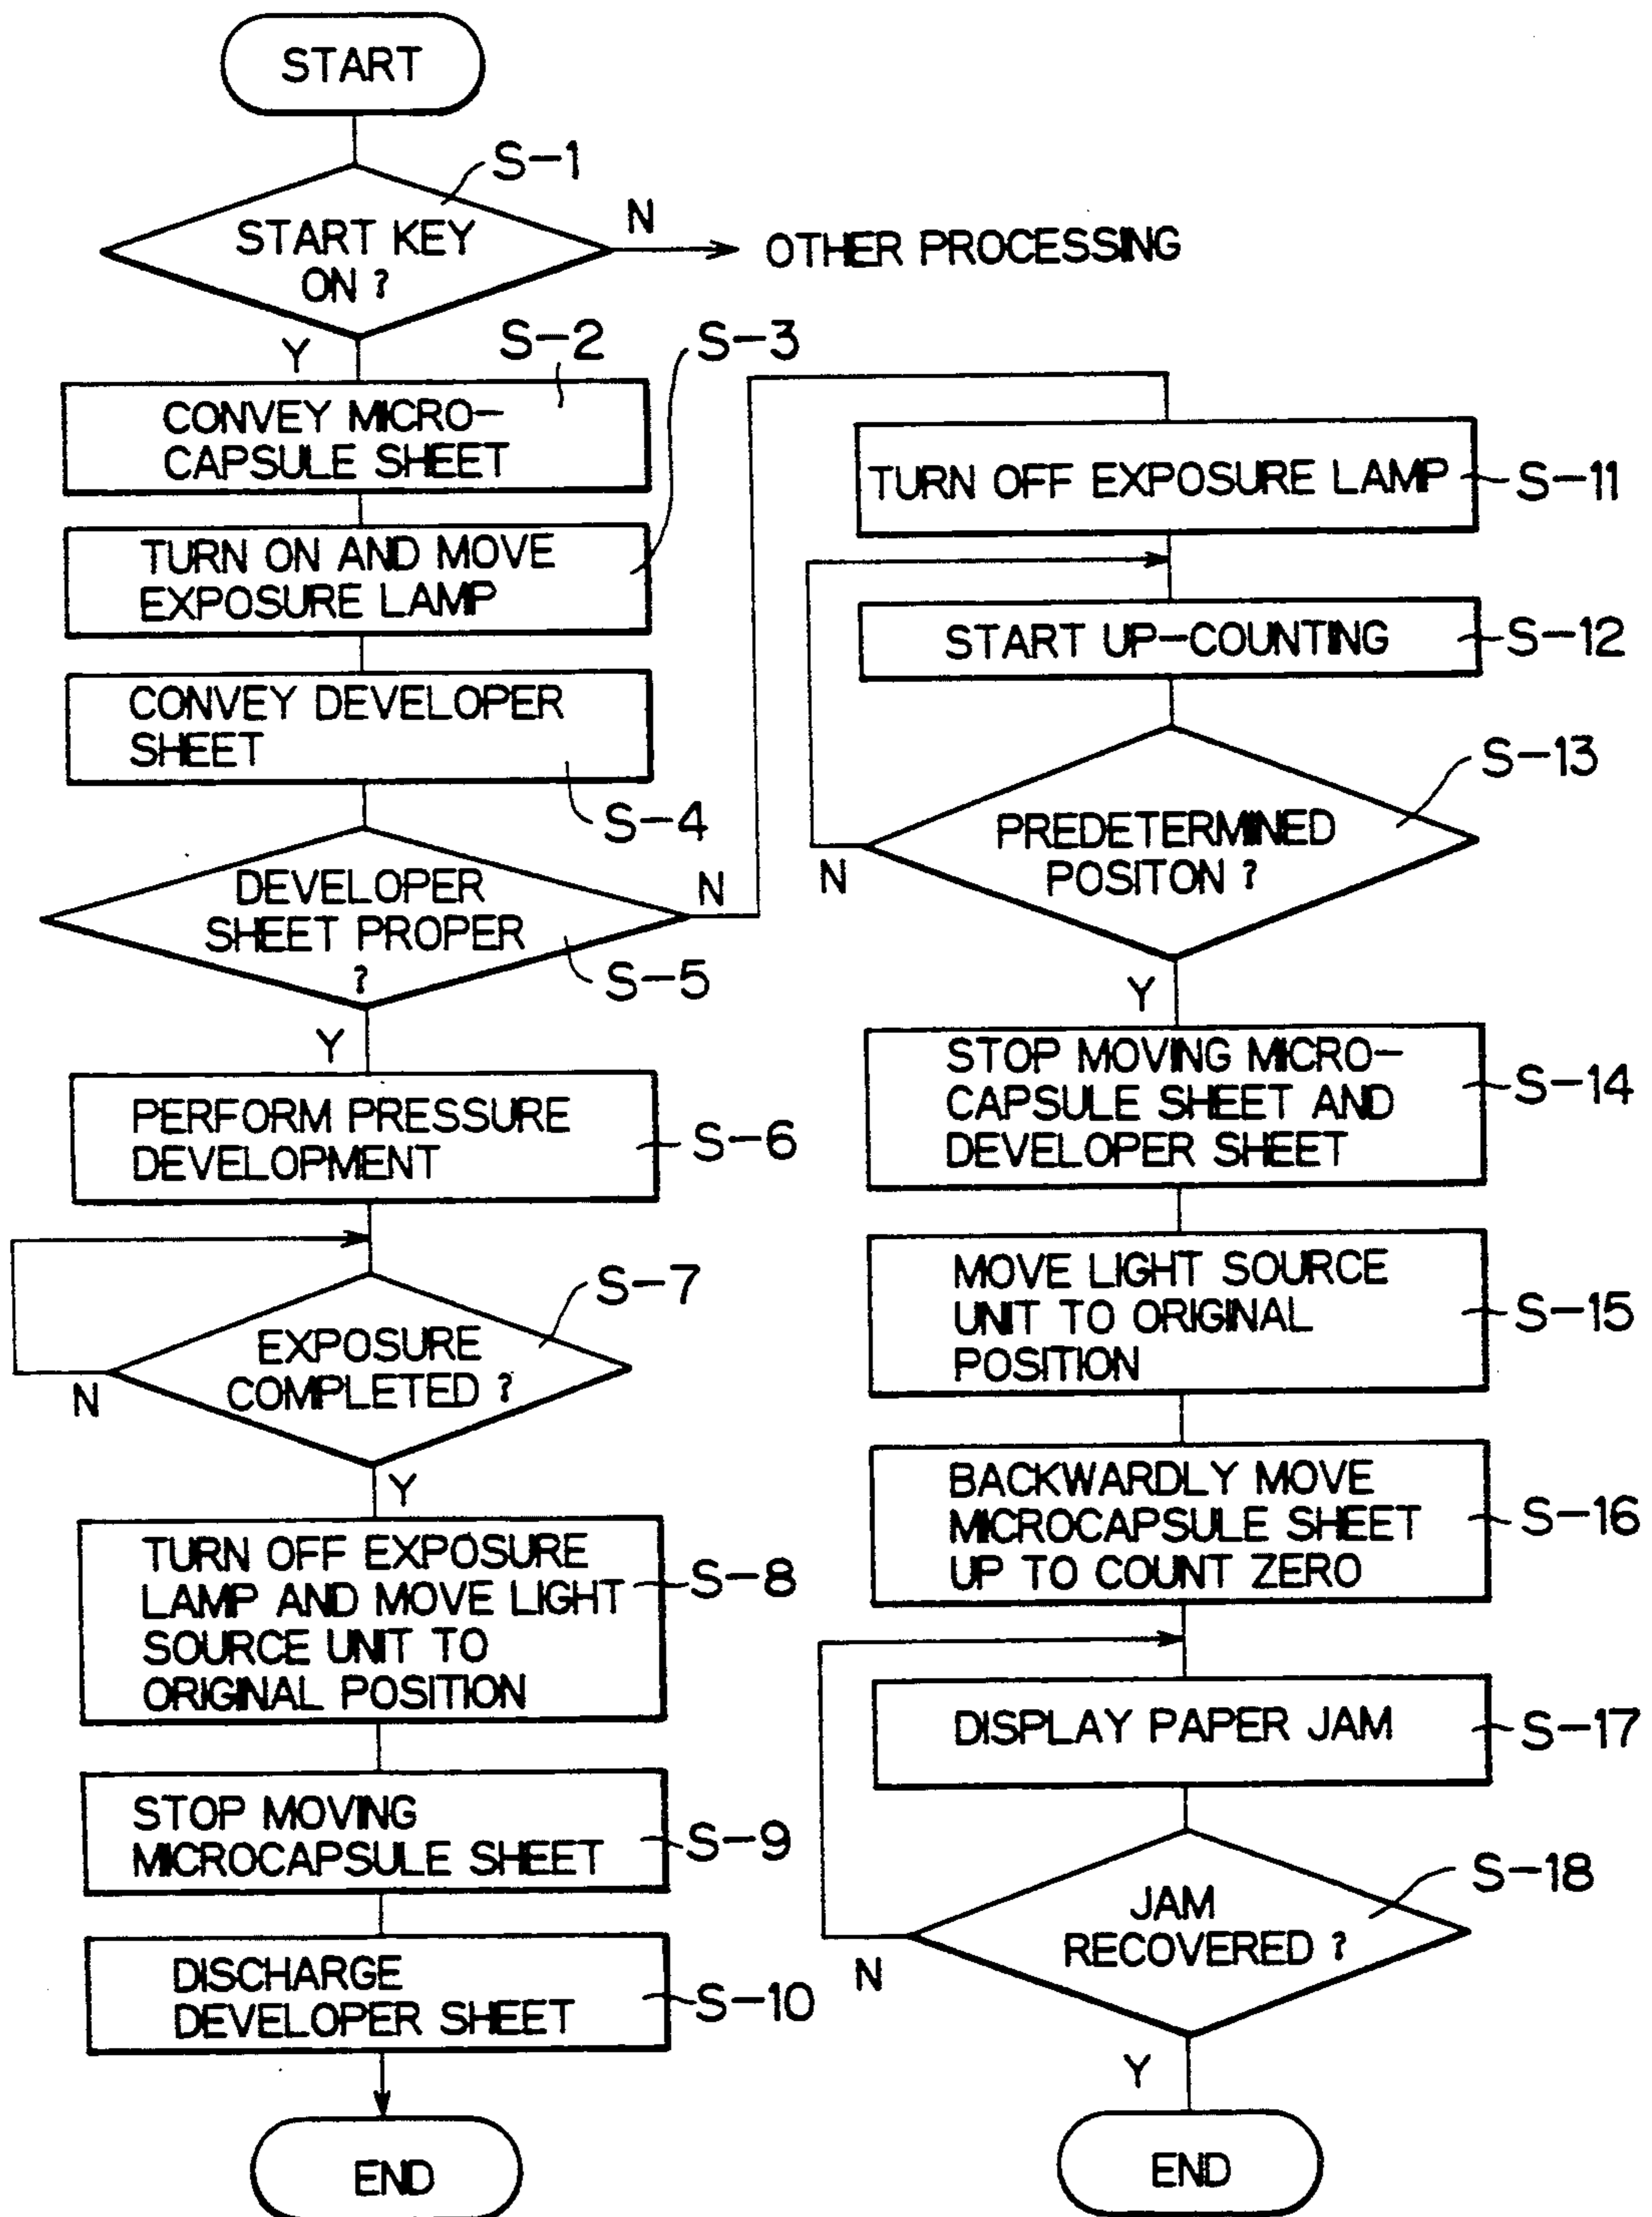 START
S-1
START KEY
ON ?
N
OTHER PROCESSING
Y
S-2
CONVEY MICRO-
CAPSULE SHEET
S-3
TURN ON AND MOVE
EXPOSURE LAMP
CONVEY DEVELOPER
SHEET
S-4
DEVELOPER
SHEET PROPER
?
N
S-5
Y
PERFORM PRESSURE
DEVELOPMENT
S-6
S-7
EXPOSURE
COMPLETED ?
N
Y
TURN OFF EXPOSURE
LAMP AND MOVE LIGHT
SOURCE UNIT TO
ORIGINAL POSITION
S-8
STOP MOVING
MICROCAPSULE SHEET
S-9
DISCHARGE
DEVELOPER SHEET
S-10
END
TURN OFF EXPOSURE LAMP
S-11
START UP-COUNTING
S-12
S-13
PREDETERMINED
POSITON ?
N
Y
STOP MOVING MICRO-
CAPSULE SHEET AND
DEVELOPER SHEET
S-14
MOVE LIGHT SOURCE
UNIT TO ORIGINAL
POSITION
S-15
BACKWARDLY MOVE
MICROCAPSULE SHEET
UP TO COUNT ZERO
S-16
DISPLAY PAPER JAM
S-17
S-18
JAM
RECOVERED ?
N
Y
END